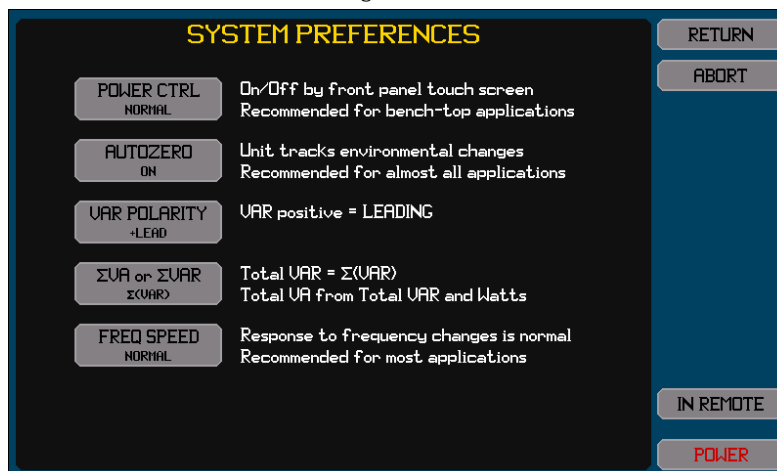 SYSTEM PREFERENCES
RETURN
ABORT
POWER CTRL
NORMAL
On/Off by front panel touch screen
Recommended for bench-top applications
AUTOZERO
ON
Unit tracks environmental changes
Recommended for almost all applications
VAR POLARITY
+LEAD
VAR positive = LEADING
ΣVA or ΣVAR
Σ(VAR)
Total VAR = Σ(VAR)
Total VA from Total VAR and Watts
FREQ SPEED
NORMAL
Response to frequency changes is normal
Recommended for most applications
IN REMOTE
POWER